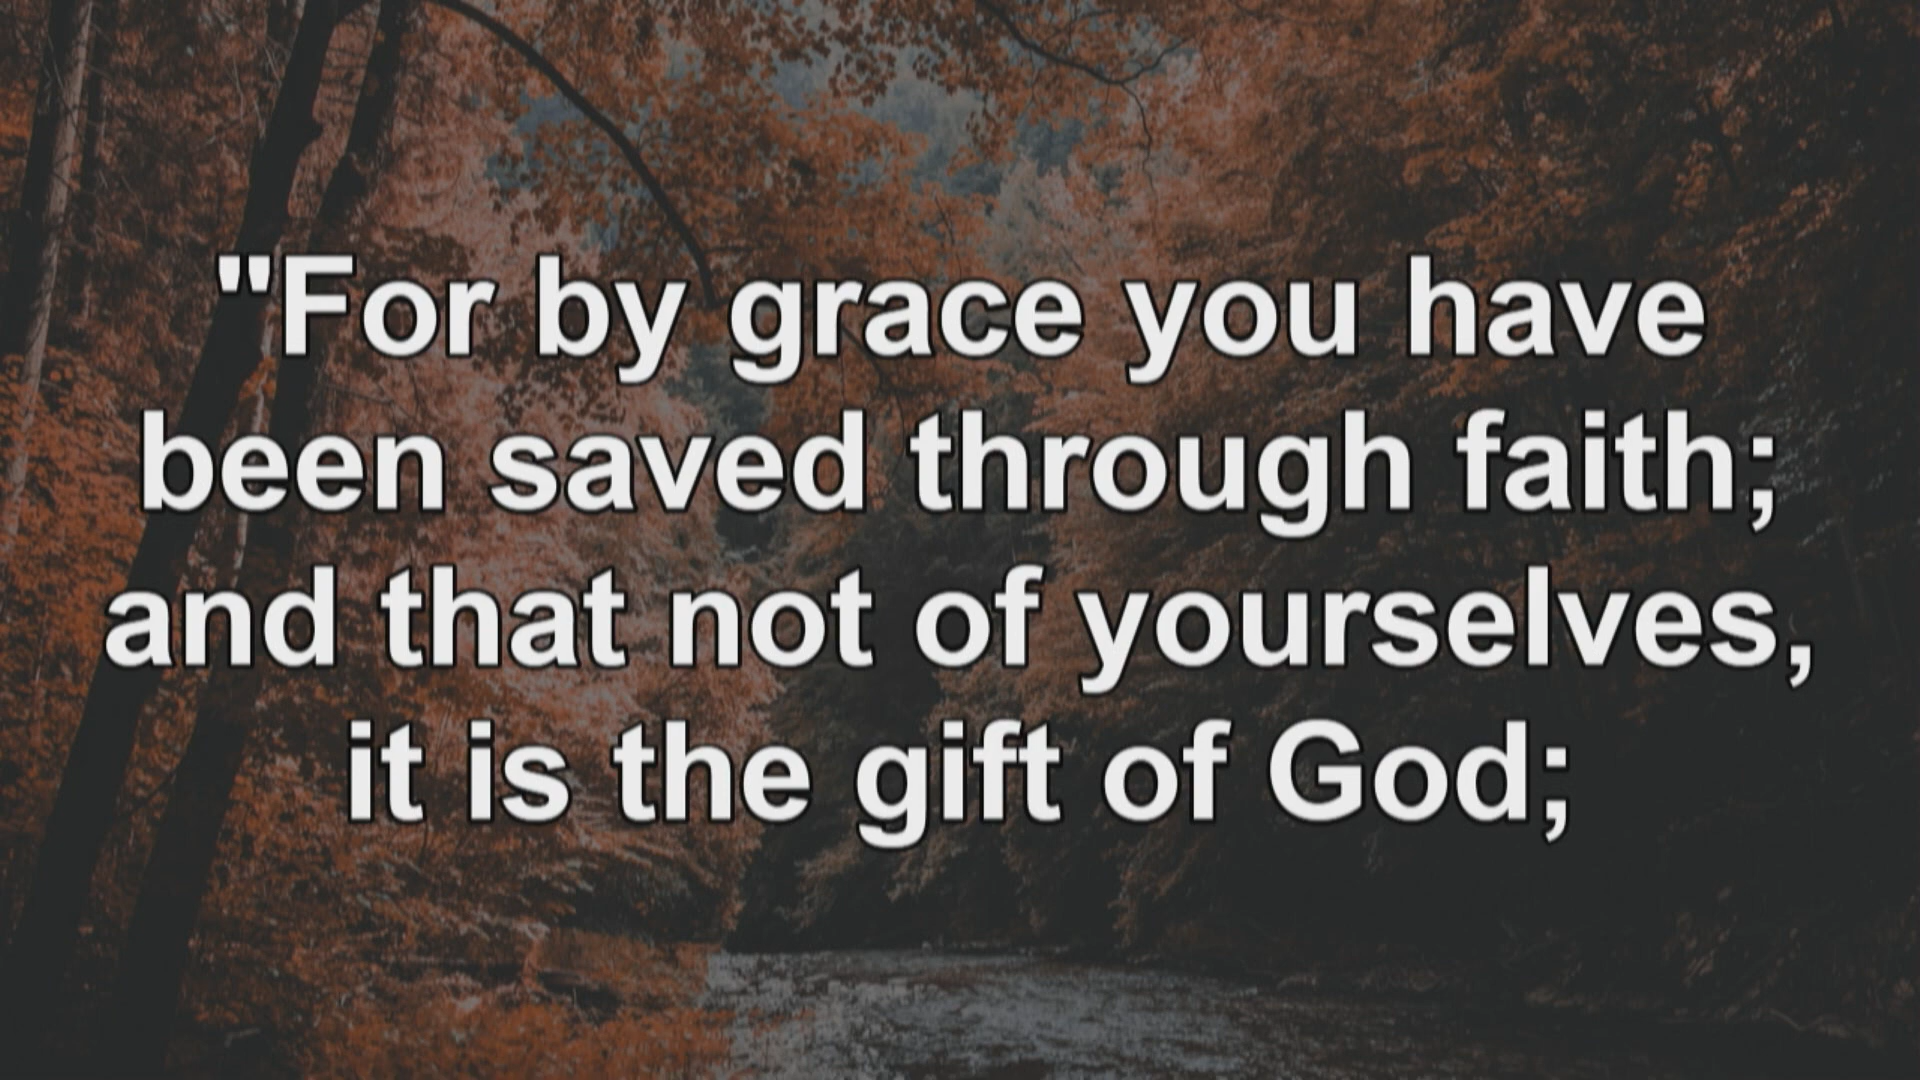 "For by grace you have
been saved through faith;
and that not of yourselves,
it is the gift of God;